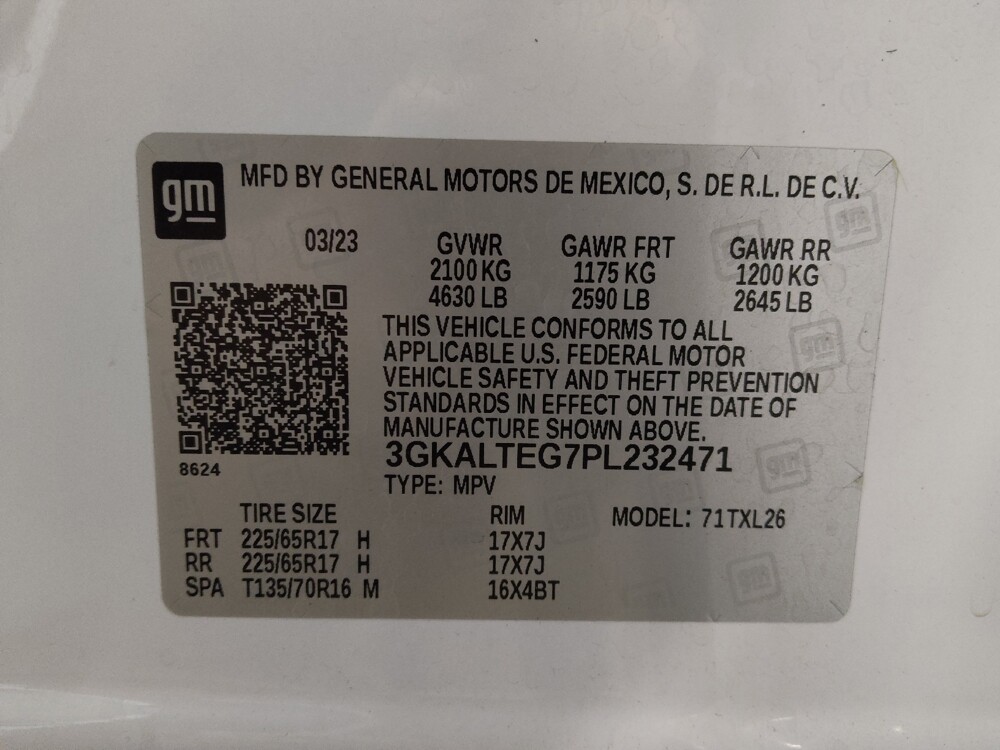 gm MFD BY GENERAL MOTORS DE MEXICO, S. DE R.L. DE C.V.
03/23 GVWR GAWR FRT GAWR RR
2100 KG 1175 KG 1200 KG
4630 LB 2590 LB 2645 LB
THIS VEHICLE CONFORMS TO ALL
APPLICABLE U.S. FEDERAL MOTOR
VEHICLE SAFETY AND THEFT PREVENTION
STANDARDS IN EFFECT ON THE DATE OF
MANUFACTURE SHOWN ABOVE.
3GKALTEG7PL232471
8624
TYPE: MPV
TIRE SIZE RIM MODEL: 71TXL26
FRT 225/65R17 H 17X7J
RR 225/65R17 H 17X7J
SPA T135/70R16 M 16X4BT